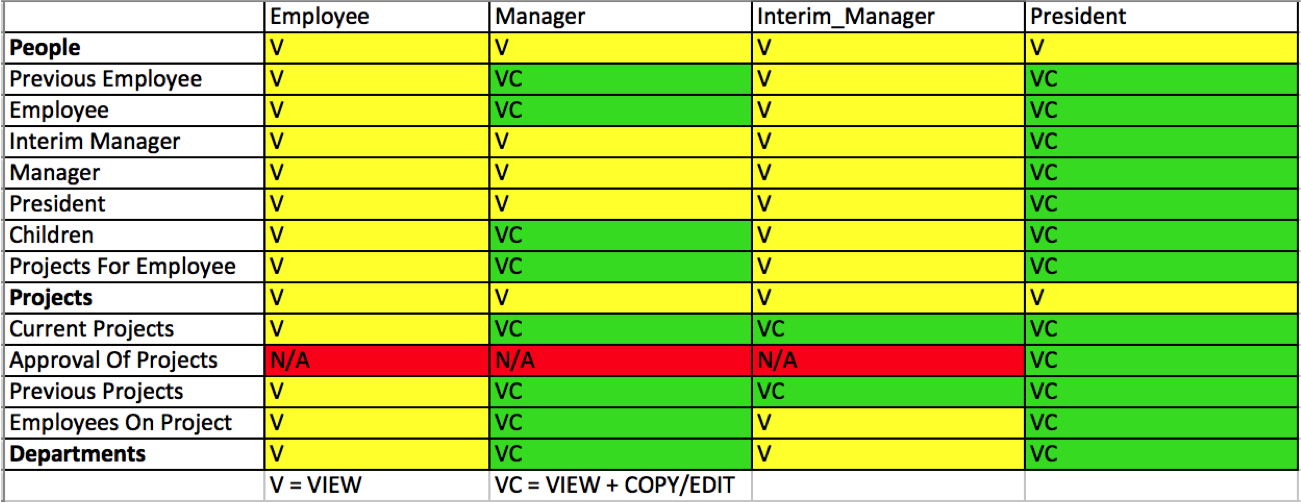 Employee Manager Interim_Manager President
People V V V V
Previous Employee V VC V VC
Employee V VC V VC
Interim Manager V V V VC
Manager V V V VC
President V V V VC
Children V VC V VC
Projects For Employee V VC V VC
Projects V V V V
Current Projects V VC VC VC
Approval Of Projects N/A N/A N/A VC
Previous Projects V VC VC VC
Employees On Project V VC V VC
Departments V VC V VC
V = VIEW VC = VIEW + COPY/EDIT